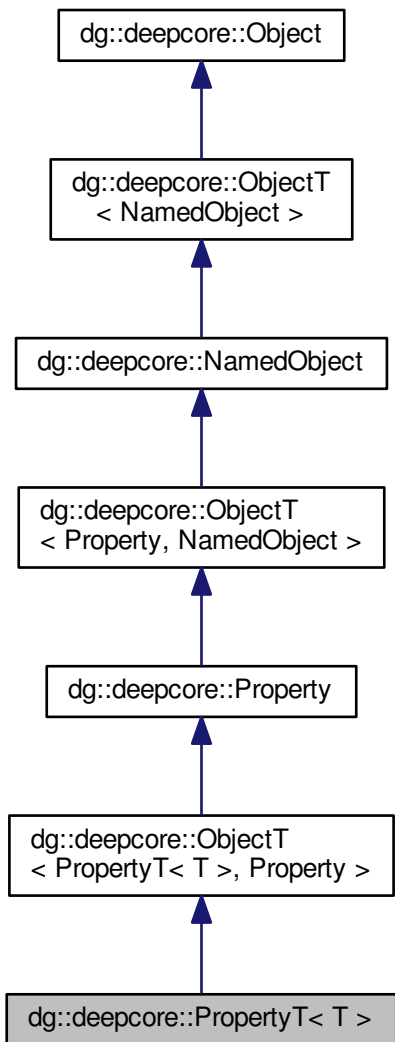 dg::deepcore::Object
dg::deepcore::ObjectT
< NamedObject >
dg::deepcore::NamedObject
dg::deepcore::ObjectT
< Property, NamedObject >
dg::deepcore::Property
dg::deepcore::ObjectT
< PropertyT< T >, Property >
dg::deepcore::PropertyT< T >